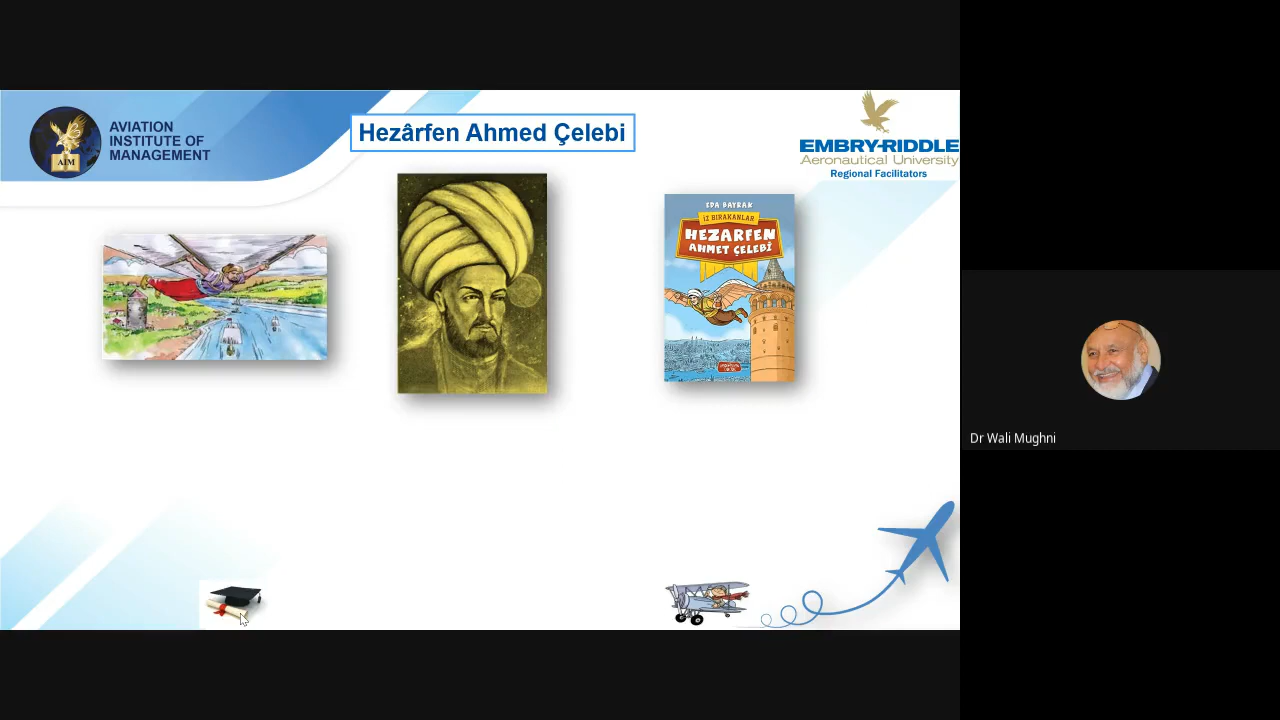 AVIATION
INSTITUTE OF
MANAGEMENT
AIM
Hezârfen Ahmed Çelebi
EMBRY-RIDDLE
Aeronautical University
Regional Facilitators
EDA BAYRAK
İZ BIRAKANLAR
HEZARFEN
AHMET ÇELEBİ
Dr Wali Mughni